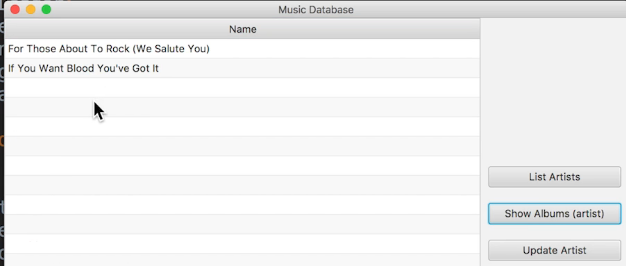 Music Database
Name
For Those About To Rock (We Salute You)
If You Want Blood You've Got It
List Artists
Show Albums (artist)
Update Artist